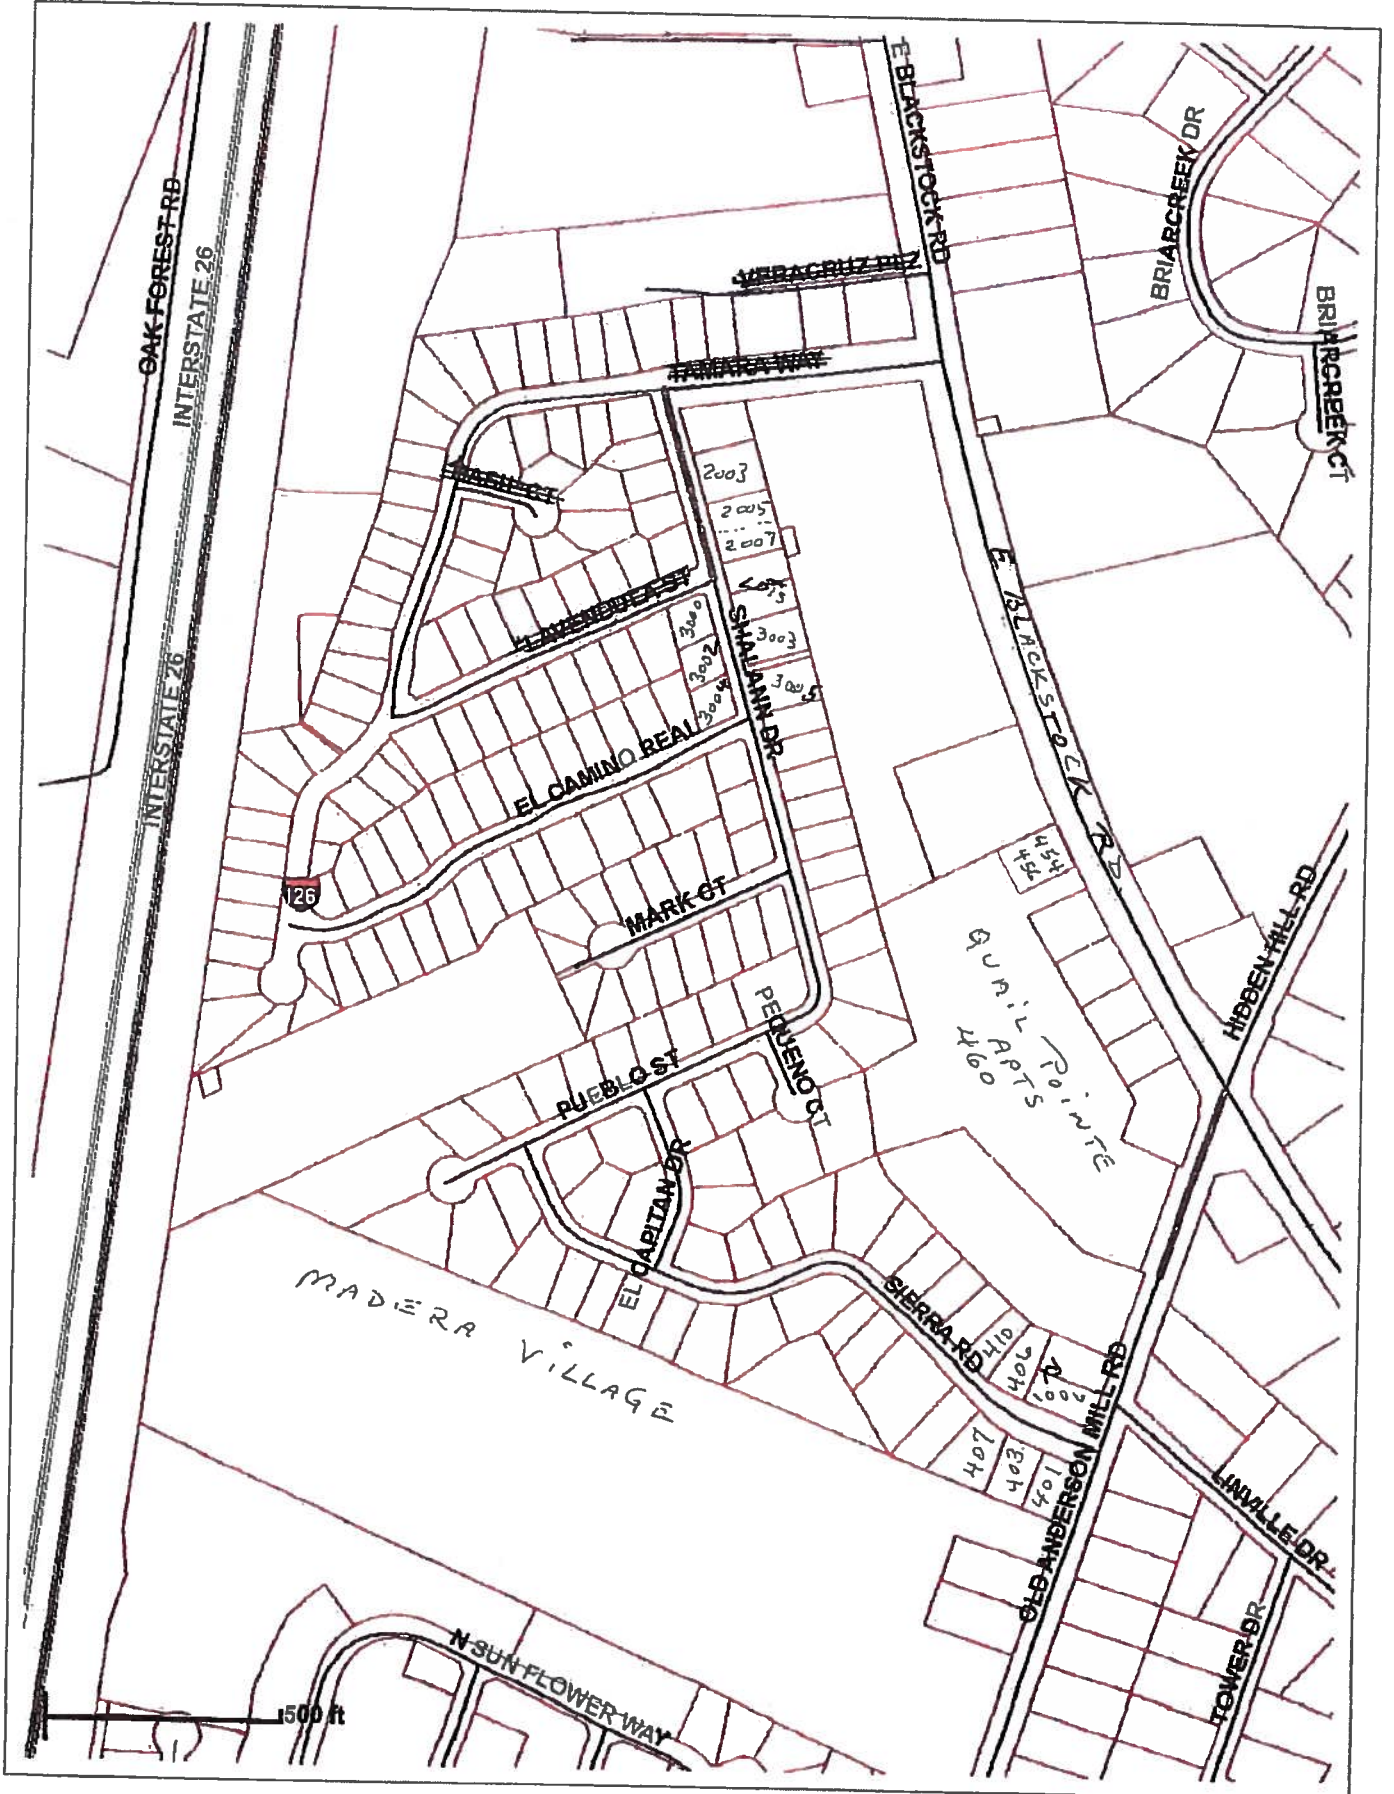 E BLACKSTOCK RD
BRIARCREEK DR
OAK FOREST RD
INTERSTATE 26
VERACRUZ PLZ
BRIARCREEK CT
TAMARA WAY
2003
2005
2007
E BLACKSTOCK RD.
LAVENDULA ST
3000
3002
3004
SHALANN DR
3003
3005
INTERSTATE 26
EL CAMINO REAL
454
456
126
MARK CT
HIDDEN HILL RD
QUAIL POINTE
APTS
460
PEQUENO CT
PUEBLO ST
EL CAPITAN DR
MADERA VILLAGE
SIERRA RD
410
406
1006
407
403
401
OLD ANDERSON MILL RD
LINVILLE DR
TOWER DR
N SUN FLOWER WAY
500 ft